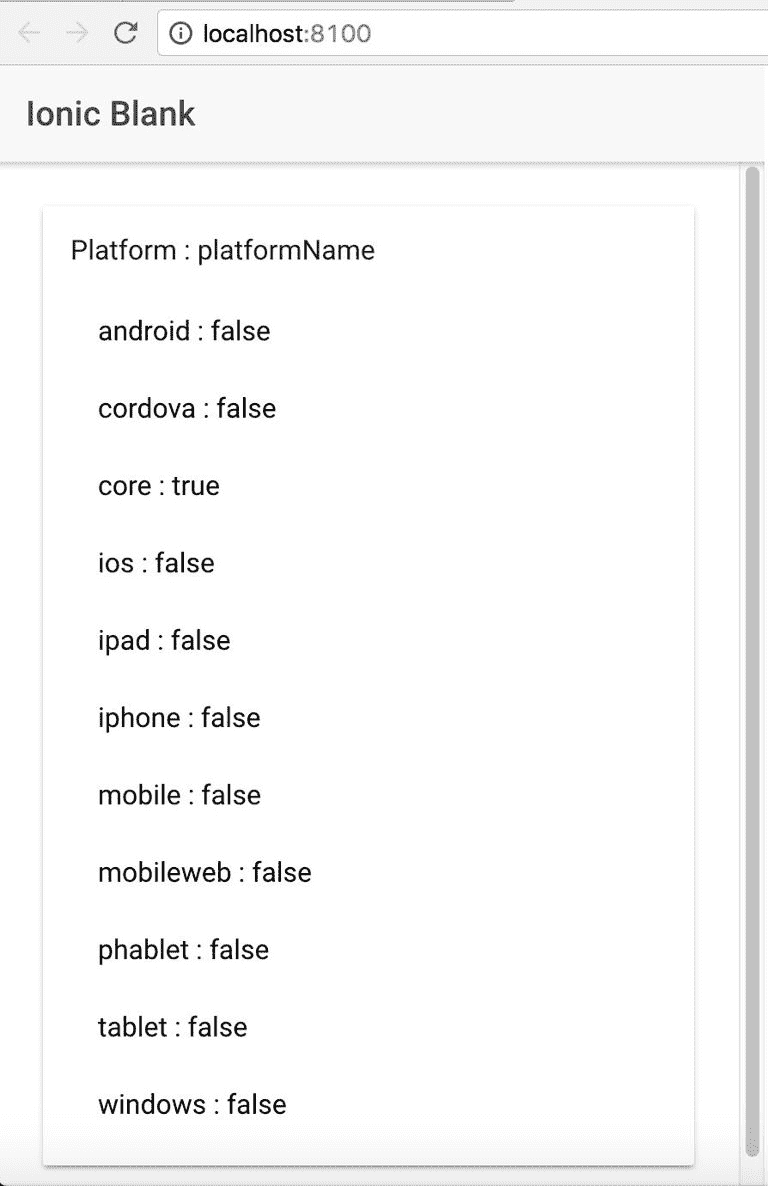 localhost:8100
Ionic Blank
Platform : platformName
android : false
cordova : false
core : true
ios : false
ipad : false
iphone : false
mobile : false
mobileweb : false
phablet : false
tablet : false
windows : false